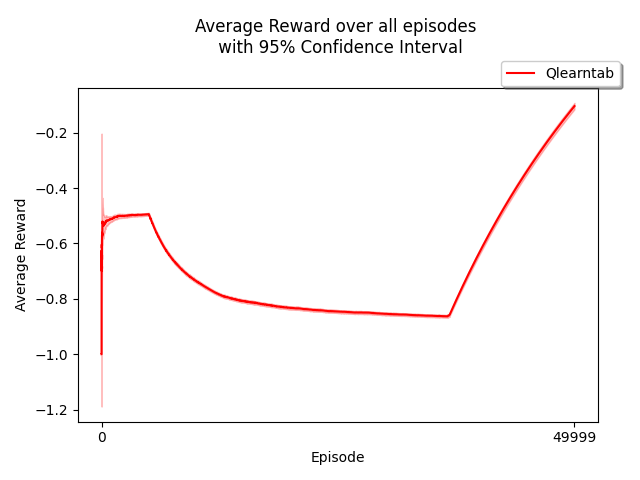 Average Reward over all episodes
with 95% Confidence Interval
Qlearntab
−0.2
−0.4
−0.6
−0.8
−1.0
−1.2
Average Reward
0
49999
Episode